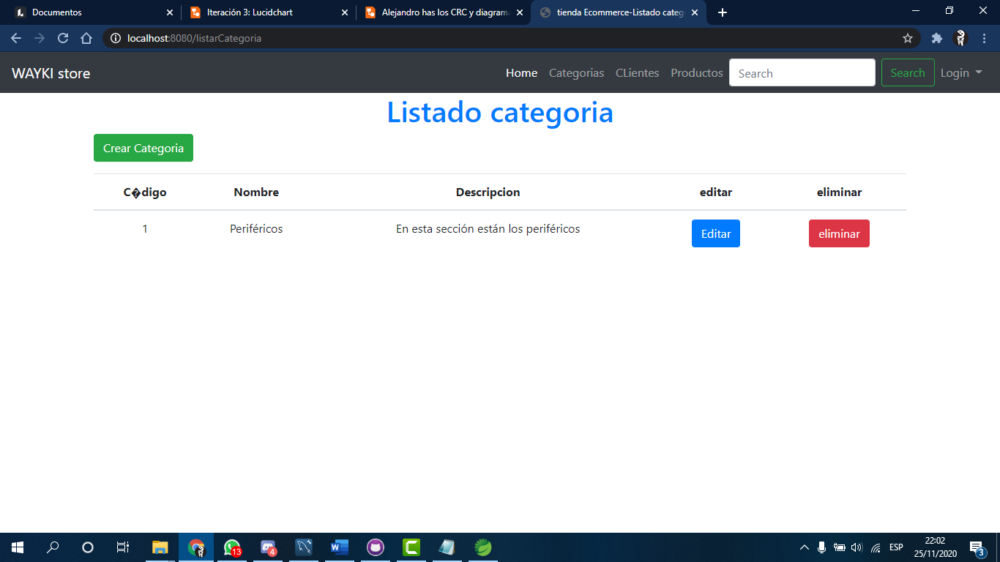 Documentos
Iteración 3: Lucidchart
Alejandro has los CRC y diagrama
tienda Ecommerce-Listado categ
localhost:8080/listarCategoria
WAYKI store Home Categorias CLientes Productos Search Search Login
Listado categoria
Crear Categoria
C�digo Nombre Descripcion editar eliminar
1 Periféricos En esta sección están los periféricos Editar eliminar
13 4 ESP 22:02
25/11/2020 3